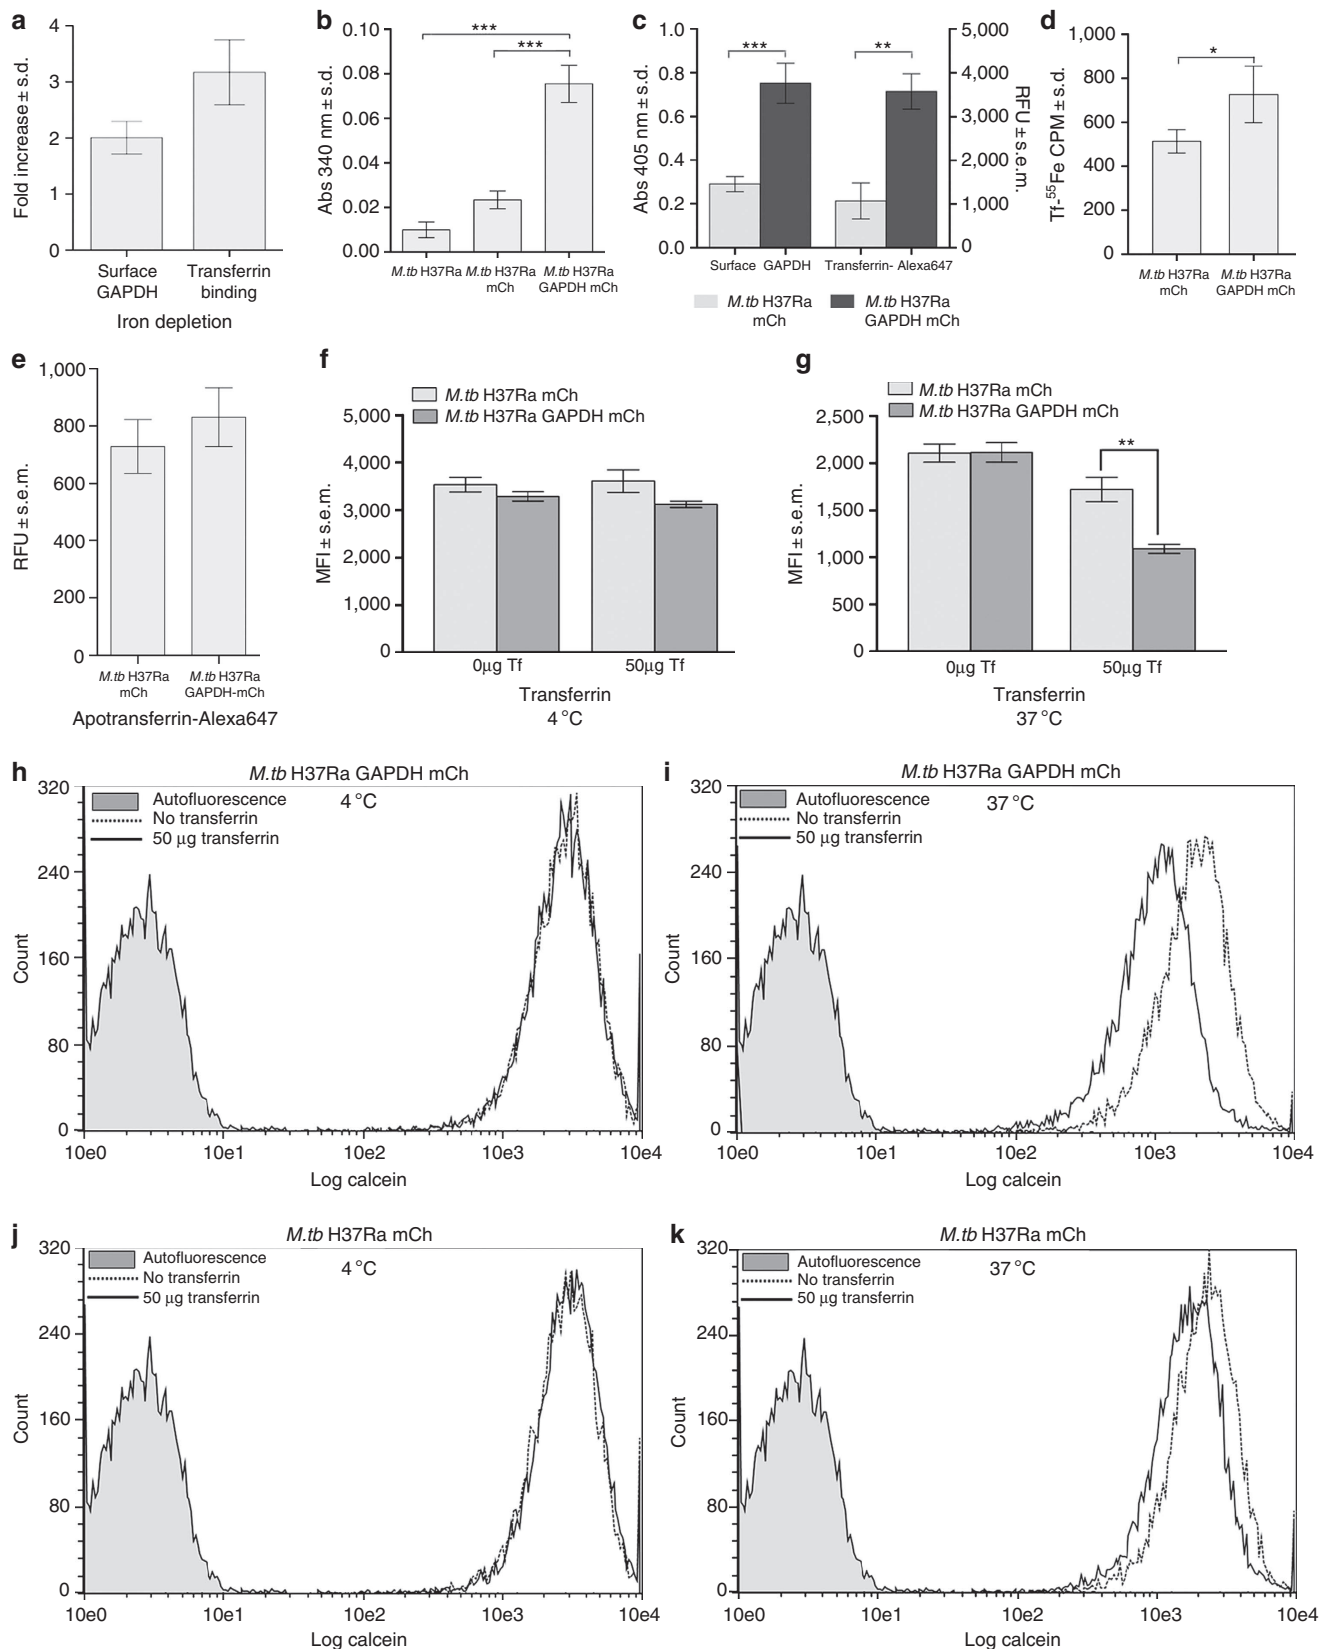 a
4
3
2
1
0
Fold increase ± s.d.
Surface
GAPDH
Transferrin
binding
Iron depletion
b
0.10
0.08
0.06
0.04
0.02
0.00
Abs 340 nm ± s.d.
***
***
M.tb H37Ra
M.tb H37Ra
mCh
M.tb H37Ra
GAPDH mCh
c
1.0
0.8
0.6
0.4
0.2
0.0
Abs 405 nm ± s.d.
***
**
5,000
4,000
3,000
2,000
1,000
0
RFU ± s.e.m.
Surface GAPDH
Transferrin- Alexa647
M.tb H37Ra
mCh
M.tb H37Ra
GAPDH mCh
d
1,000
800
600
400
200
0
Tf-55Fe CPM ± s.d.
*
M.tb H37Ra
mCh
M.tb H37Ra
GAPDH mCh
e
1,000
800
600
400
200
0
RFU ± s.e.m.
M.tb H37Ra
mCh
M.tb H37Ra
GAPDH-mCh
Apotransferrin-Alexa647
f
M.tb H37Ra mCh
M.tb H37Ra GAPDH mCh
5,000
4,000
3,000
2,000
1,000
0
MFI ± s.e.m.
0µg Tf
50µg Tf
Transferrin
4 °C
g
M.tb H37Ra mCh
M.tb H37Ra GAPDH mCh
2,500
2,000
1,500
1,000
500
0
MFI ± s.e.m.
**
0µg Tf
50µg Tf
Transferrin
37 °C
h
M.tb H37Ra GAPDH mCh
320
240
160
80
0
Count
Autofluorescence
No transferrin
50 µg transferrin
4 °C
10e0 10e1 10e2 10e3 10e4
Log calcein
i
M.tb H37Ra GAPDH mCh
320
240
160
80
0
Count
Autofluorescence
No transferrin
50 µg transferrin
37 °C
10e0 10e1 10e2 10e3 10e4
Log calcein
j
M.tb H37Ra mCh
320
240
160
80
0
Count
Autofluorescence
No transferrin
50 µg transferrin
4 °C
10e0 10e1 10e2 10e3 10e4
Log calcein
k
M.tb H37Ra mCh
320
240
160
80
0
Count
Autofluorescence
No transferrin
50 µg transferrin
37 °C
10e0 10e1 10e2 10e3 10e4
Log calcein